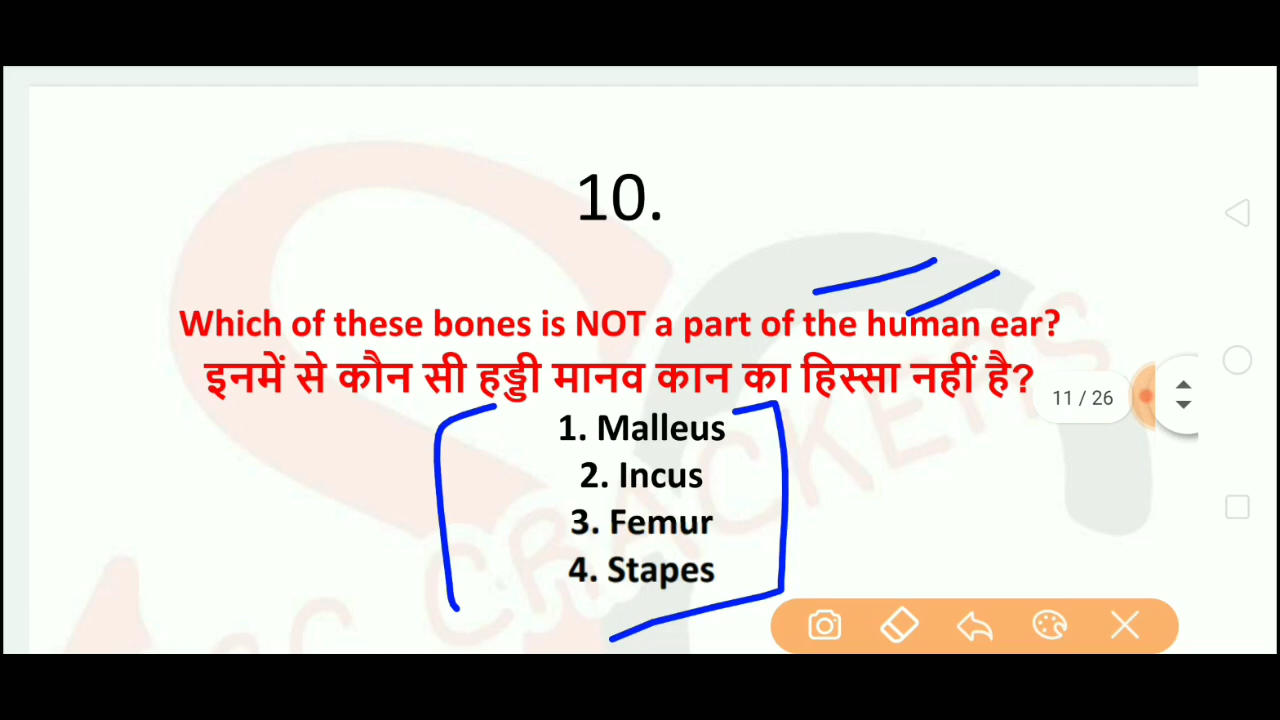 10.
Which of these bones is NOT a part of the human ear?
इनमें से कौन सी हड्डी मानव कान का हिस्सा नहीं है?
11 / 26
1. Malleus
2. Incus
3. Femur
4. Stapes
CRACKERS